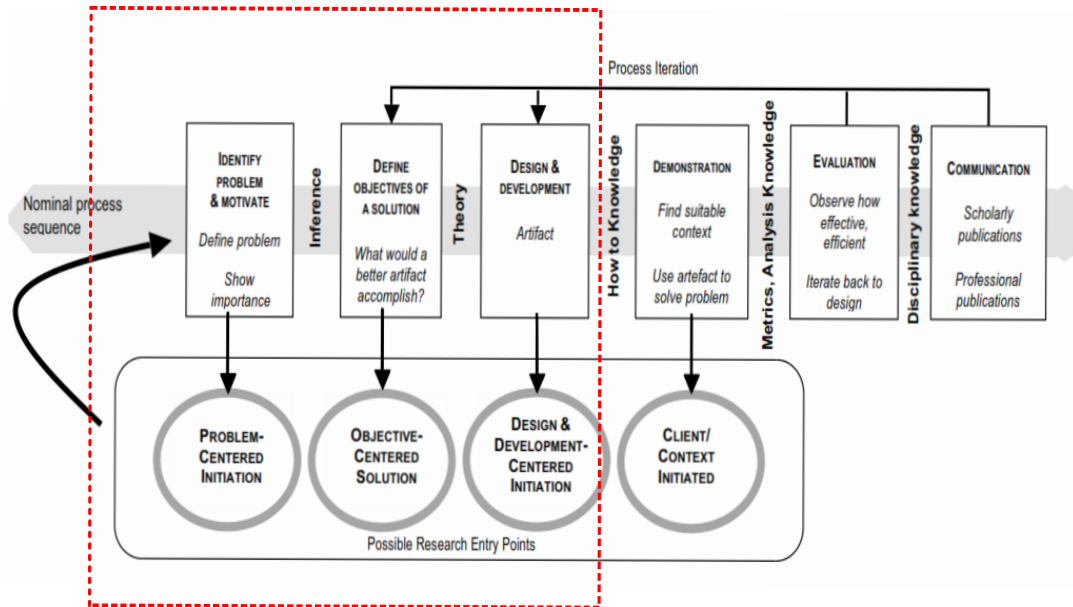 Process Iteration
Nominal process
sequence
IDENTIFY
PROBLEM
& MOTIVATE
Define problem
Show
importance
Inference
DEFINE
OBJECTIVES OF
A SOLUTION
What would a
better artifact
accomplish?
Theory
DESIGN &
DEVELOPMENT
Artifact
How to Knowledge
DEMONSTRATION
Find suitable
context
Use artefact to
solve problem
Metrics, Analysis Knowledge
EVALUATION
Observe how
effective,
efficient
Iterate back to
design
Disciplinary knowledge
COMMUNICATION
Scholarly
publications
Professional
publications
PROBLEM-
CENTERED
INITIATION
OBJECTIVE-
CENTERED
SOLUTION
DESIGN &
DEVELOPMENT-
CENTERED
INITIATION
CLIENT/
CONTEXT
INITIATED
Possible Research Entry Points